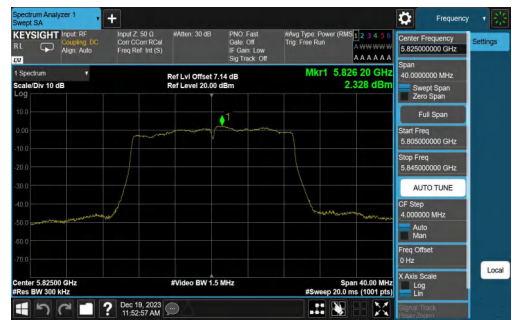 Spectrum Analyzer 1
Swept SA
+
Frequency
KEYSIGHT
RL
LV
Input: RF
Coupling: DC
Align: Auto
Input Z: 50 Ω
Corr CCorr RCal
Freq Ref: Int (S)
#Atten: 30 dB
PNO: Fast
Gate: Off
IF Gain: Low
Sig Track: Off
#Avg Type: Power (RMS
Trig: Free Run
1 2 3 4 5 6
A W W W W W
A A A A A A
1 Spectrum
Scale/Div 10 dB
Log
Ref Lvl Offset 7.14 dB
Ref Level 20.00 dBm
Mkr1 5.826 20 GHz
2.328 dBm
1
10.0
0.00
-10.0
-20.0
-30.0
-40.0
-50.0
-60.0
-70.0
Center 5.82500 GHz
#Res BW 300 kHz
#Video BW 1.5 MHz
Span 40.00 MHz
#Sweep 20.0 ms (1001 pts)
Dec 19, 2023
11:52:57 AM
?
Center Frequency
5.825000000 GHz
Settings
Span
40.0000000 MHz
Swept Span
Zero Span
Full Span
Start Freq
5.805000000 GHz
Stop Freq
5.845000000 GHz
AUTO TUNE
CF Step
4.000000 MHz
Auto
Man
Freq Offset
0 Hz
X Axis Scale
Log
Lin
Local
Signal Track